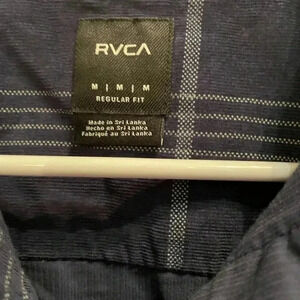 RVCA
M | M | M
REGULAR FIT
Made in Sri Lanka
Hecho en Sri Lanka
Fabriqué au Sri Lanka